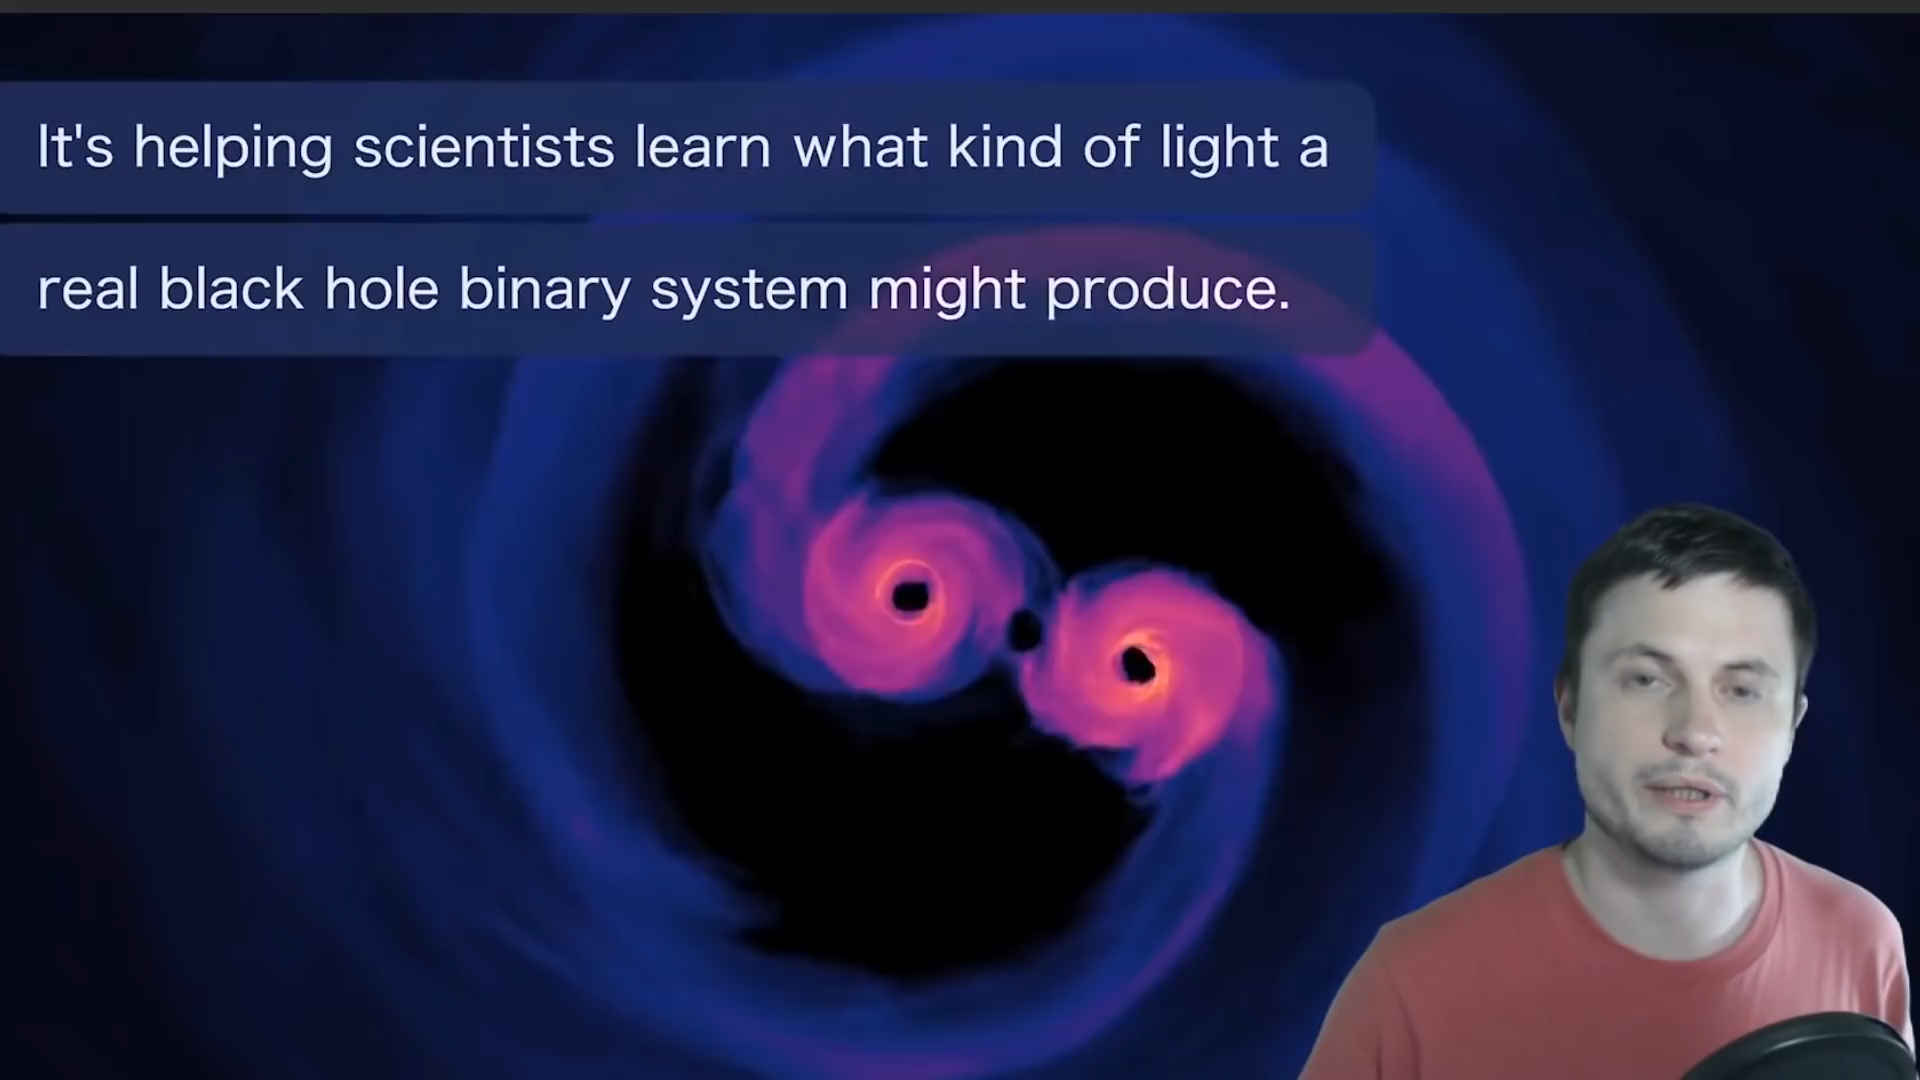 It's helping scientists learn what kind of light a
real black hole binary system might produce.